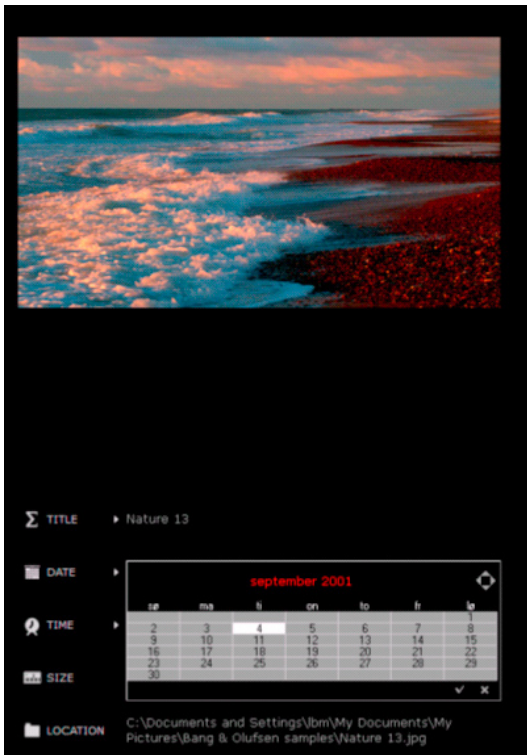 TITLE Nature 13
DATE
september 2001
sø ma ti on to fr lø
1
2 3 4 5 6 7 8
9 10 11 12 13 14 15
16 17 18 19 20 21 22
23 24 25 26 27 28 29
30
TIME
SIZE
LOCATION C:\Documents and Settings\lbm\My Documents\My
Pictures\Bang & Olufsen samples\Nature 13.jpg